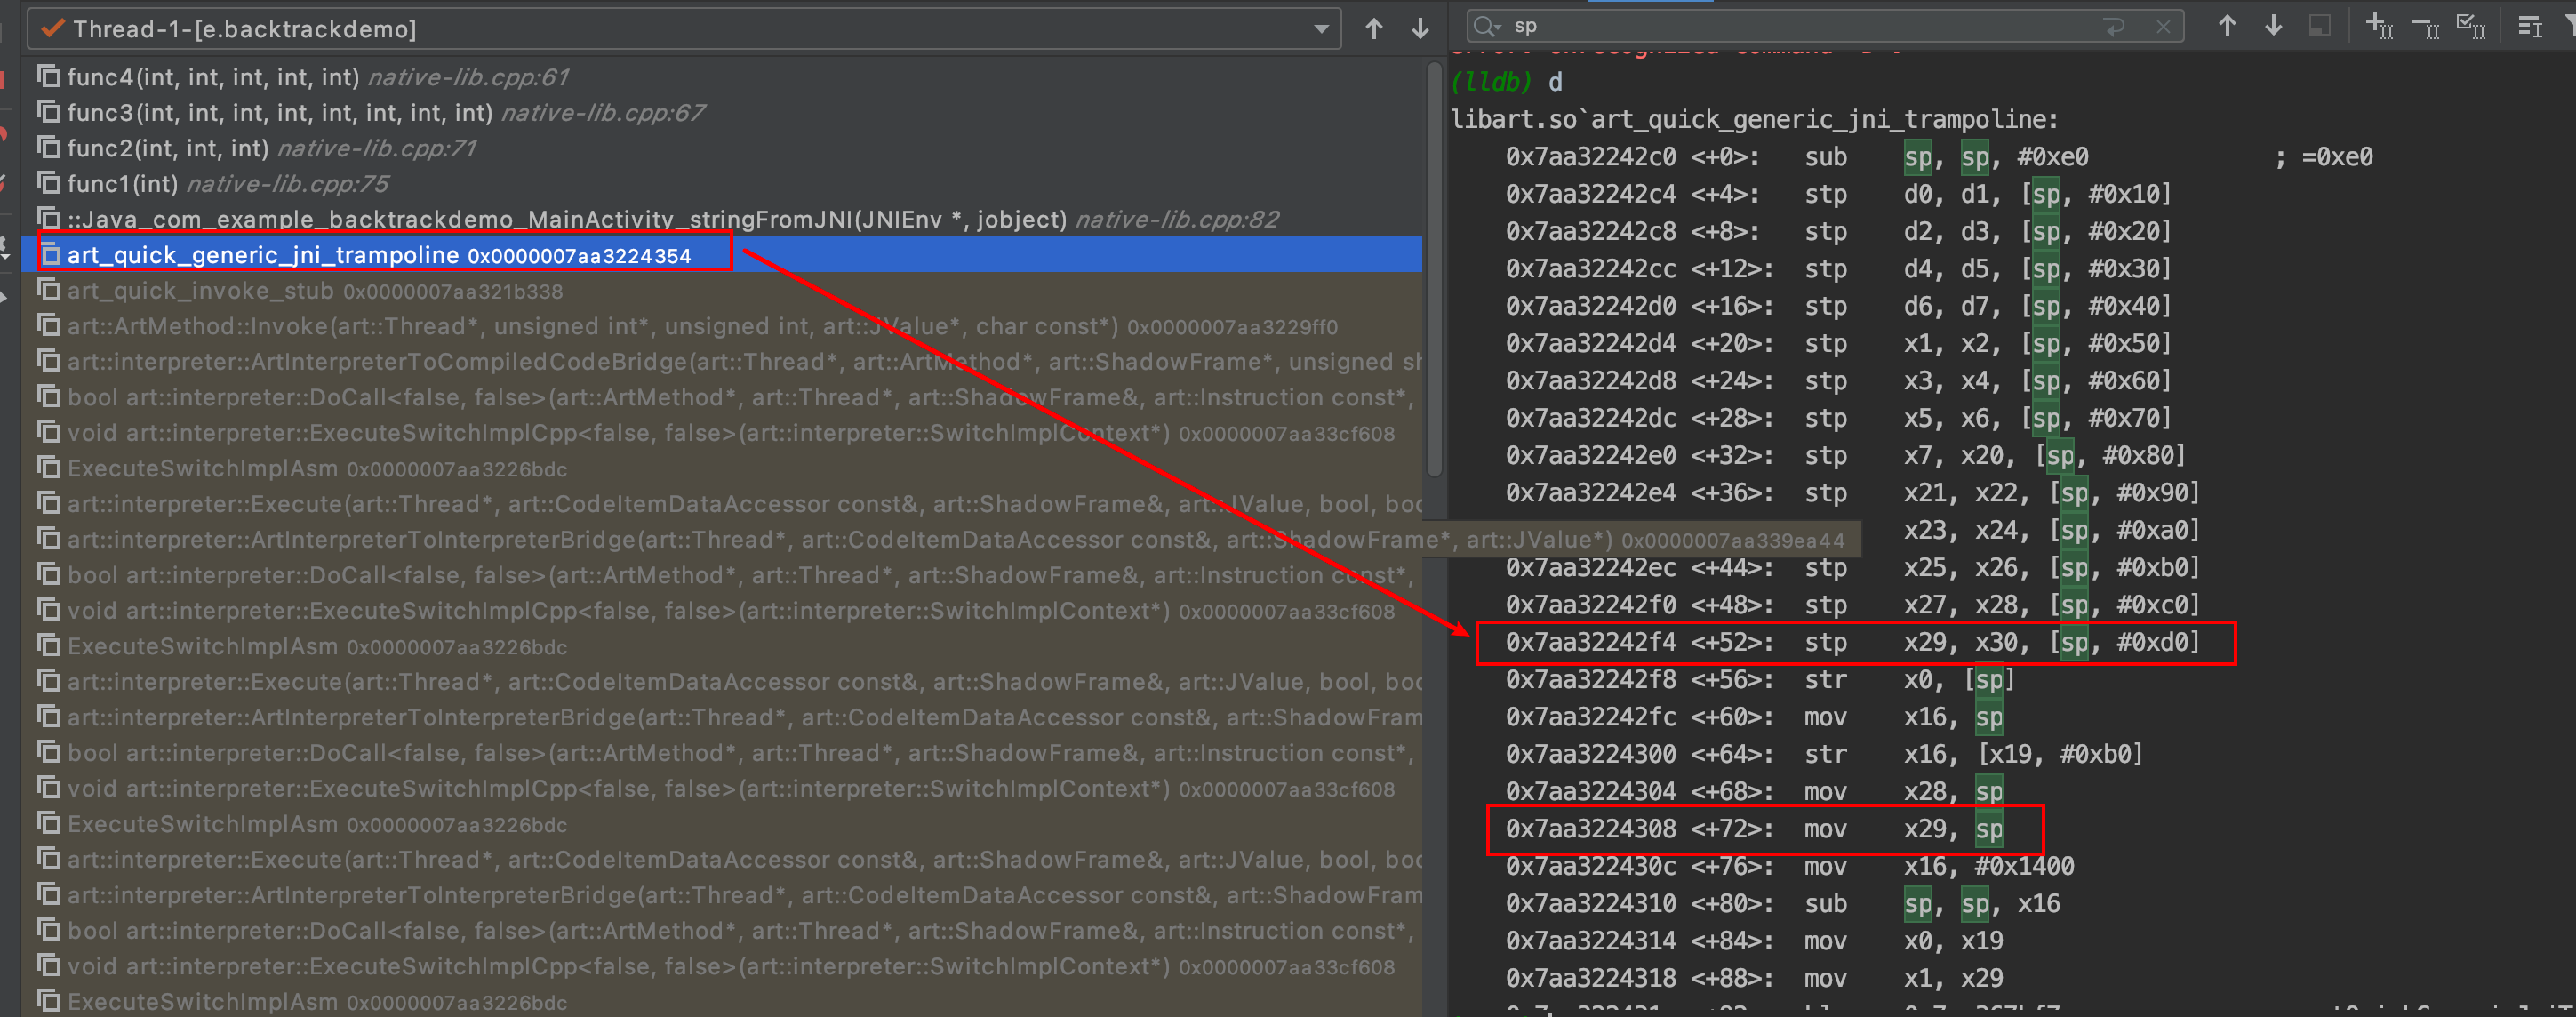 Thread-1-[e.backtrackdemo]
func4(int, int, int, int, int) native-lib.cpp:61
func3(int, int, int, int, int, int, int, int) native-lib.cpp:67
func2(int, int, int) native-lib.cpp:71
func1(int) native-lib.cpp:75
::Java_com_example_backtrackdemo_MainActivity_stringFromJNI(JNIEnv *, jobject) native-lib.cpp:82
art_quick_generic_jni_trampoline 0x0000007aa3224354
art_quick_invoke_stub 0x0000007aa321b338
art::ArtMethod::Invoke(art::Thread*, unsigned int*, unsigned int, art::JValue*, char const*) 0x0000007aa3229ff0
art::interpreter::ArtInterpreterToCompiledCodeBridge(art::Thread*, art::ArtMethod*, art::ShadowFrame*, unsigned sh
bool art::interpreter::DoCall<false, false>(art::ArtMethod*, art::Thread*, art::ShadowFrame&, art::Instruction const*,
void art::interpreter::ExecuteSwitchImplCpp<false, false>(art::interpreter::SwitchImplContext*) 0x0000007aa33cf608
ExecuteSwitchImplAsm 0x0000007aa3226bdc
art::interpreter::Execute(art::Thread*, art::CodeItemDataAccessor const&, art::ShadowFrame&, art::JValue, bool, boo
art::interpreter::ArtInterpreterToInterpreterBridge(art::Thread*, art::CodeItemDataAccessor const&, art::ShadowFrame*, art::JValue*) 0x0000007aa339ea44
bool art::interpreter::DoCall<false, false>(art::ArtMethod*, art::Thread*, art::ShadowFrame&, art::Instruction const*,
void art::interpreter::ExecuteSwitchImplCpp<false, false>(art::interpreter::SwitchImplContext*) 0x0000007aa33cf608
ExecuteSwitchImplAsm 0x0000007aa3226bdc
art::interpreter::Execute(art::Thread*, art::CodeItemDataAccessor const&, art::ShadowFrame&, art::JValue, bool, boo
art::interpreter::ArtInterpreterToInterpreterBridge(art::Thread*, art::CodeItemDataAccessor const&, art::ShadowFram
bool art::interpreter::DoCall<false, false>(art::ArtMethod*, art::Thread*, art::ShadowFrame&, art::Instruction const*,
void art::interpreter::ExecuteSwitchImplCpp<false, false>(art::interpreter::SwitchImplContext*) 0x0000007aa33cf608
ExecuteSwitchImplAsm 0x0000007aa3226bdc
art::interpreter::Execute(art::Thread*, art::CodeItemDataAccessor const&, art::ShadowFrame&, art::JValue, bool, boo
art::interpreter::ArtInterpreterToInterpreterBridge(art::Thread*, art::CodeItemDataAccessor const&, art::ShadowFram
bool art::interpreter::DoCall<false, false>(art::ArtMethod*, art::Thread*, art::ShadowFrame&, art::Instruction const*,
void art::interpreter::ExecuteSwitchImplCpp<false, false>(art::interpreter::SwitchImplContext*) 0x0000007aa33cf608
ExecuteSwitchImplAsm 0x0000007aa3226bdc
sp
(lldb) d
libart.so`art_quick_generic_jni_trampoline:
0x7aa32242c0 <+0>: sub sp, sp, #0xe0 ; =0xe0
0x7aa32242c4 <+4>: stp d0, d1, [sp, #0x10]
0x7aa32242c8 <+8>: stp d2, d3, [sp, #0x20]
0x7aa32242cc <+12>: stp d4, d5, [sp, #0x30]
0x7aa32242d0 <+16>: stp d6, d7, [sp, #0x40]
0x7aa32242d4 <+20>: stp x1, x2, [sp, #0x50]
0x7aa32242d8 <+24>: stp x3, x4, [sp, #0x60]
0x7aa32242dc <+28>: stp x5, x6, [sp, #0x70]
0x7aa32242e0 <+32>: stp x7, x20, [sp, #0x80]
0x7aa32242e4 <+36>: stp x21, x22, [sp, #0x90]
x23, x24, [sp, #0xa0]
0x7aa32242ec <+44>: stp x25, x26, [sp, #0xb0]
0x7aa32242f0 <+48>: stp x27, x28, [sp, #0xc0]
0x7aa32242f4 <+52>: stp x29, x30, [sp, #0xd0]
0x7aa32242f8 <+56>: str x0, [sp]
0x7aa32242fc <+60>: mov x16, sp
0x7aa3224300 <+64>: str x16, [x19, #0xb0]
0x7aa3224304 <+68>: mov x28, sp
0x7aa3224308 <+72>: mov x29, sp
0x7aa322430c <+76>: mov x16, #0x1400
0x7aa3224310 <+80>: sub sp, sp, x16
0x7aa3224314 <+84>: mov x0, x19
0x7aa3224318 <+88>: mov x1, x29